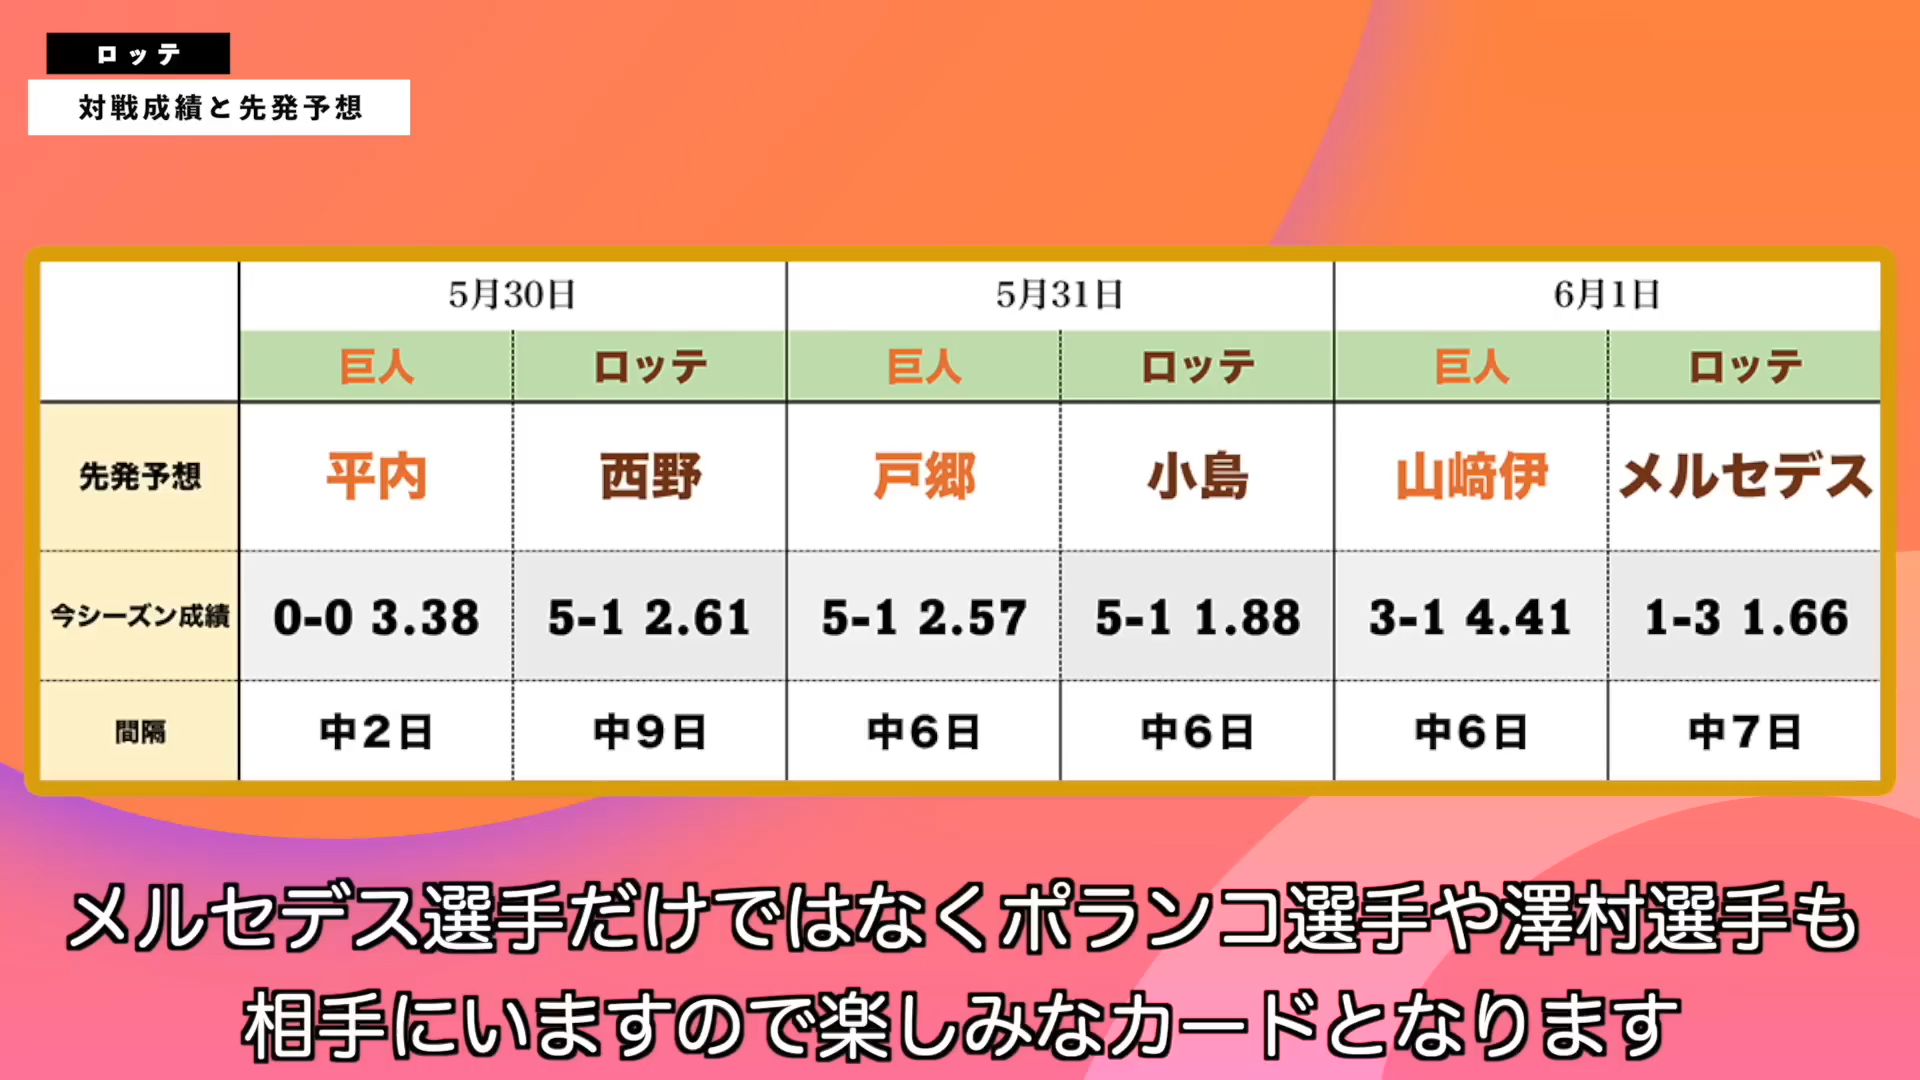 ロッテ
対戦成績と先発予想
5月30日 5月31日 6月1日
巨人 ロッテ 巨人 ロッテ 巨人 ロッテ
先発予想 平内 西野 戸郷 小島 山﨑伊 メルセデス
今シーズン成績 0-0 3.38 5-1 2.61 5-1 2.57 5-1 1.88 3-1 4.41 1-3 1.66
間隔 中2日 中9日 中6日 中6日 中6日 中7日
メルセデス選手だけではなくポランコ選手や澤村選手も
相手にいますので楽しみなカードとなります